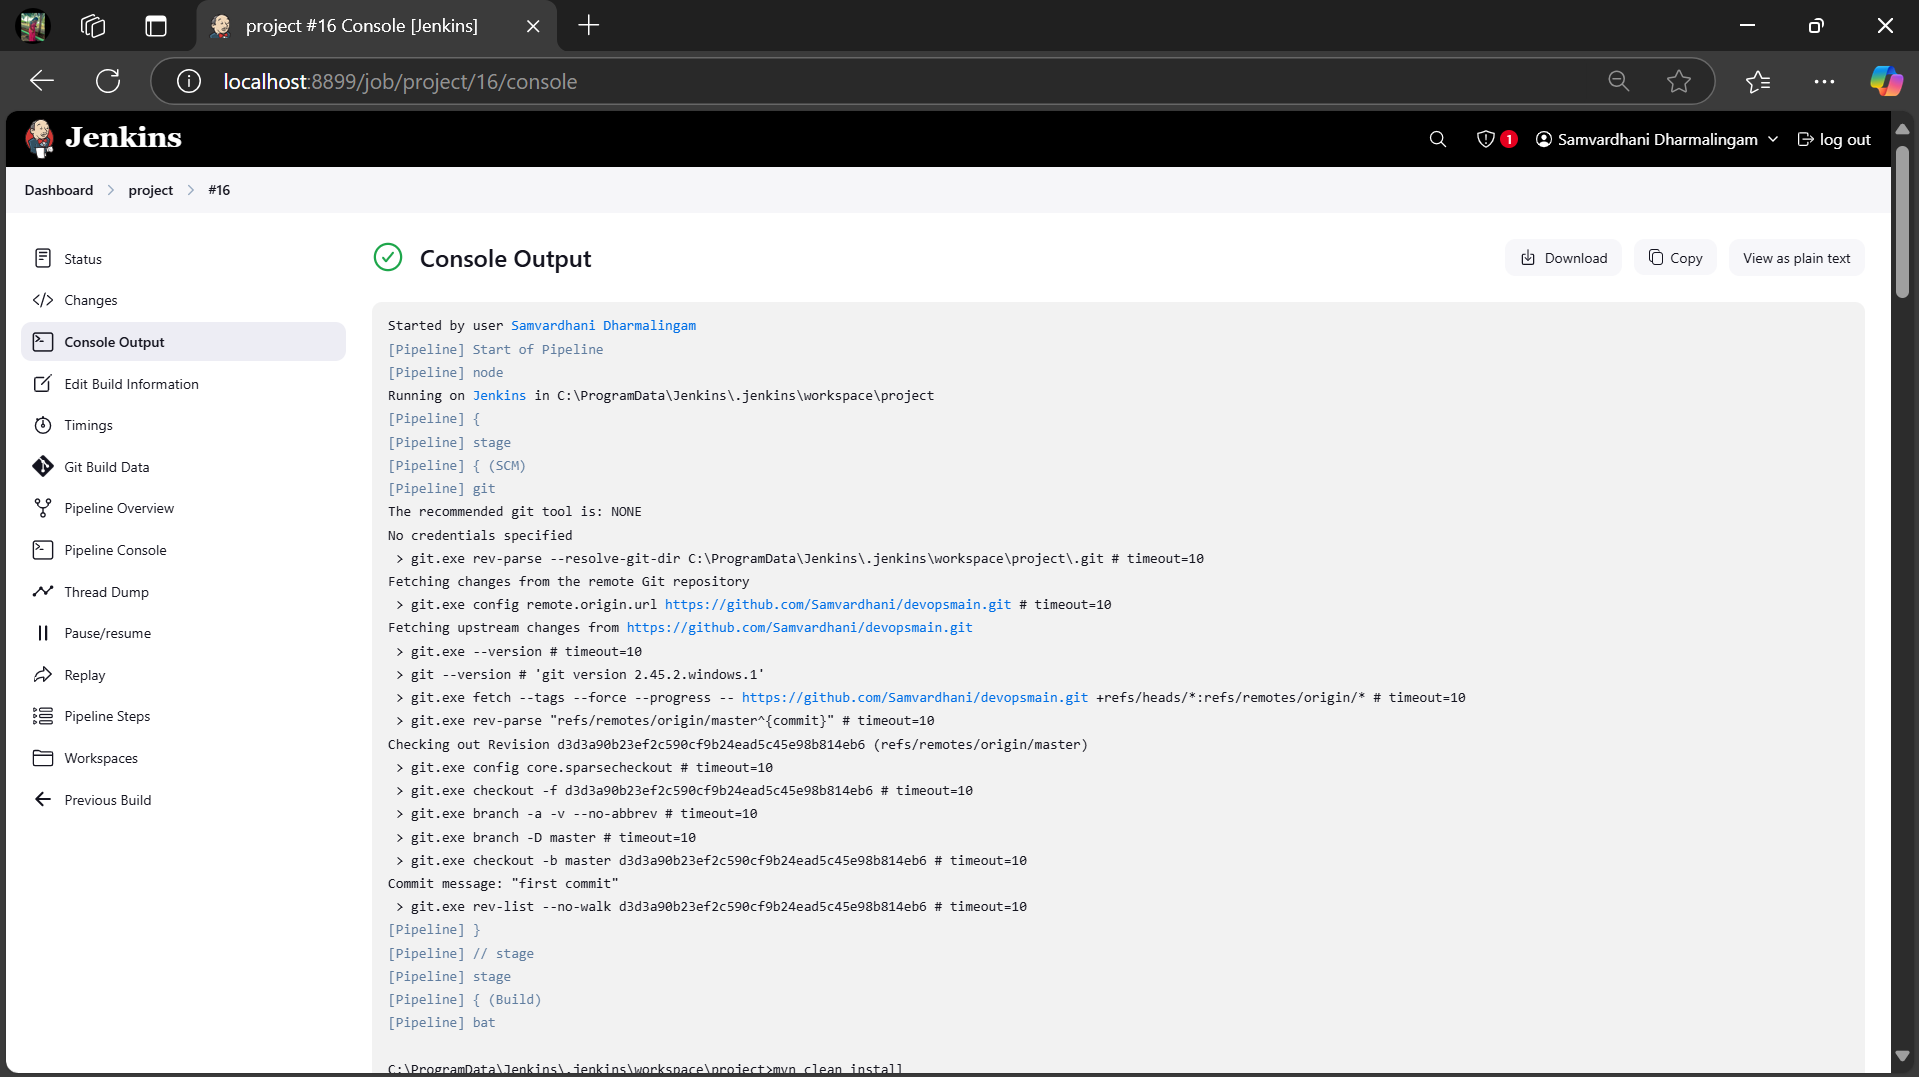 project #16 Console [Jenkins]
localhost:8899/job/project/16/console
Jenkins
1
Samvardhani Dharmalingam
log out
Dashboard
project
#16
Status
Changes
Console Output
Edit Build Information
Timings
Git Build Data
Pipeline Overview
Pipeline Console
Thread Dump
Pause/resume
Replay
Pipeline Steps
Workspaces
Previous Build
Console Output
Download
Copy
View as plain text
Started by user Samvardhani Dharmalingam
[Pipeline] Start of Pipeline
[Pipeline] node
Running on Jenkins in C:\ProgramData\Jenkins\.jenkins\workspace\project
[Pipeline] {
[Pipeline] stage
[Pipeline] { (SCM)
[Pipeline] git
The recommended git tool is: NONE
No credentials specified
 > git.exe rev-parse --resolve-git-dir C:\ProgramData\Jenkins\.jenkins\workspace\project\.git # timeout=10
Fetching changes from the remote Git repository
 > git.exe config remote.origin.url https://github.com/Samvardhani/devopsmain.git # timeout=10
Fetching upstream changes from https://github.com/Samvardhani/devopsmain.git
 > git.exe --version # timeout=10
 > git --version # 'git version 2.45.2.windows.1'
 > git.exe fetch --tags --force --progress -- https://github.com/Samvardhani/devopsmain.git +refs/heads/*:refs/remotes/origin/* # timeout=10
 > git.exe rev-parse "refs/remotes/origin/master^{commit}" # timeout=10
Checking out Revision d3d3a90b23ef2c590cf9b24ead5c45e98b814eb6 (refs/remotes/origin/master)
 > git.exe config core.sparsecheckout # timeout=10
 > git.exe checkout -f d3d3a90b23ef2c590cf9b24ead5c45e98b814eb6 # timeout=10
 > git.exe branch -a -v --no-abbrev # timeout=10
 > git.exe branch -D master # timeout=10
 > git.exe checkout -b master d3d3a90b23ef2c590cf9b24ead5c45e98b814eb6 # timeout=10
Commit message: "first commit"
 > git.exe rev-list --no-walk d3d3a90b23ef2c590cf9b24ead5c45e98b814eb6 # timeout=10
[Pipeline] }
[Pipeline] // stage
[Pipeline] stage
[Pipeline] { (Build)
[Pipeline] bat
C:\ProgramData\Jenkins\.jenkins\workspace\project>mvn clean install